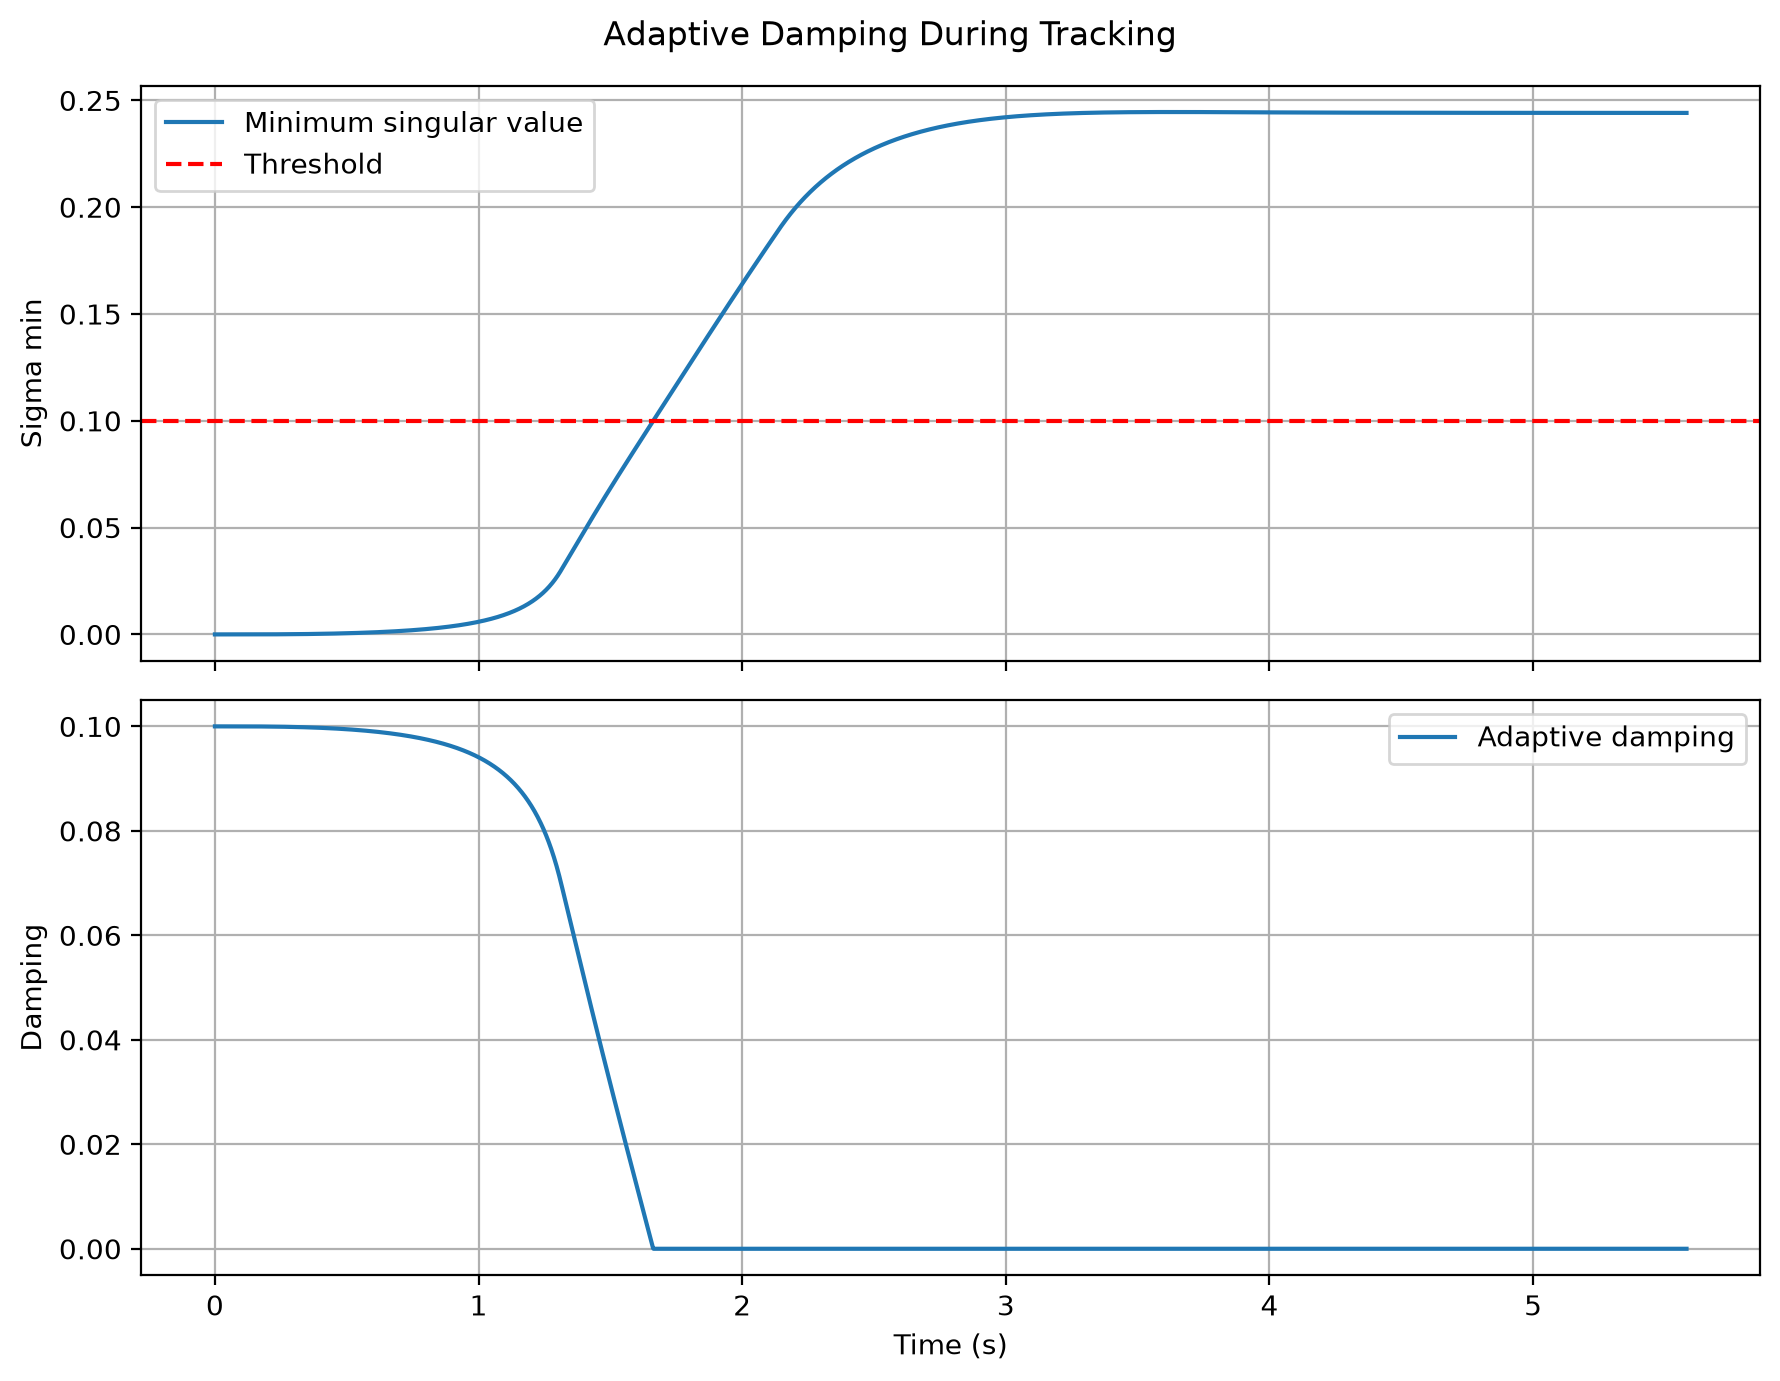 Adaptive Damping During Tracking
0.25
0.20
0.15
0.10
0.05
0.00
Sigma min
Minimum singular value
Threshold
0.10
0.08
0.06
0.04
0.02
0.00
Damping
Adaptive damping
0 1 2 3 4 5
Time (s)